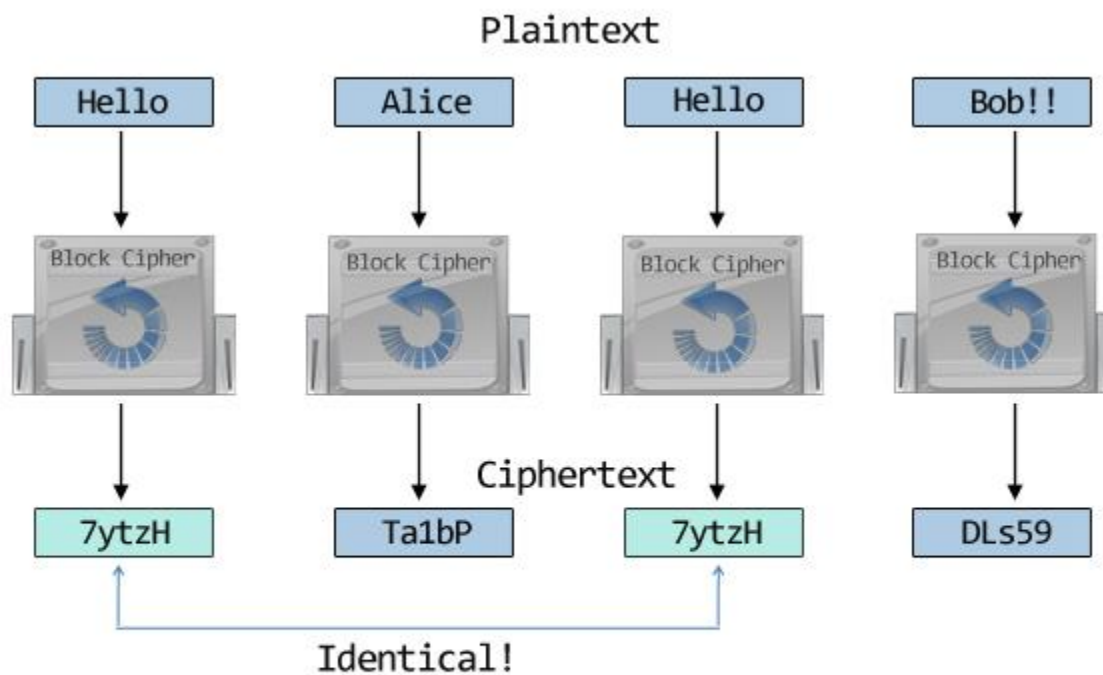 Plaintext
Hello Alice Hello Bob!!
Block Cipher Block Cipher Block Cipher Block Cipher
Ciphertext
7ytzH Ta1bP 7ytzH DLs59
Identical!